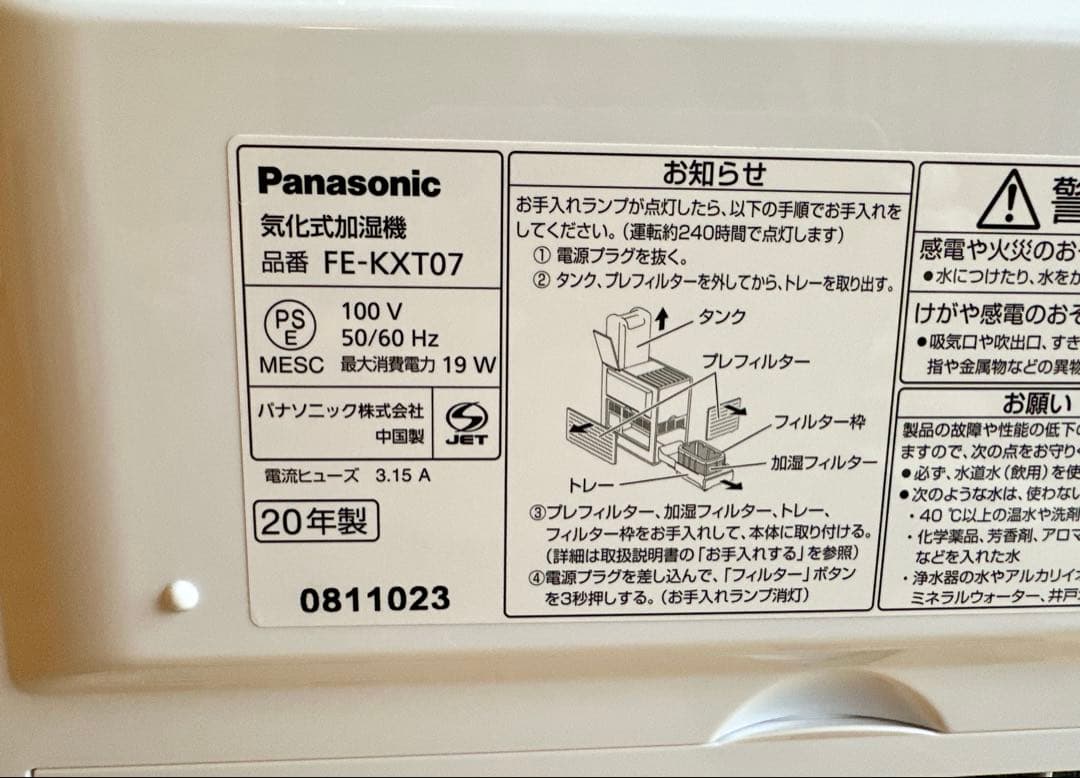 Panasonic
気化式加湿機
品番 FE-KXT07
PS
E
MESC
100 V
50/60 Hz
最大消費電力 19 W
パナソニック株式会社
中国製
S
JET
電流ヒューズ 3.15 A
20年製
0811023
お知らせ
お手入れランプが点灯したら、以下の手順でお手入れを
してください。(運転約240時間で点灯します)
① 電源プラグを抜く。
② タンク、プレフィルターを外してから、トレーを取り出す。
タンク
プレフィルター
フィルター枠
加湿フィルター
トレー
③プレフィルター、加湿フィルター、トレー、
フィルター枠をお手入れして、本体に取り付ける。
(詳細は取扱説明書の「お手入れする」を参照)
④電源プラグを差し込んで、「フィルター」ボタン
を3秒押しする。(お手入れランプ消灯)
警
感電や火災のお
●水につけたり、水をか
けがや感電のおそ
●吸気口や吹出口、すき
指や金属物などの異物
お願い
製品の故障や性能の低下の
ますので、次の点をお守りく
●必ず、水道水(飲用)を使
●次のような水は、使わない
・40 ℃以上の温水や洗剤
・化学薬品、芳香剤、アロマ
などを入れた水
・浄水器の水やアルカリイオ
ミネラルウォーター、井戸